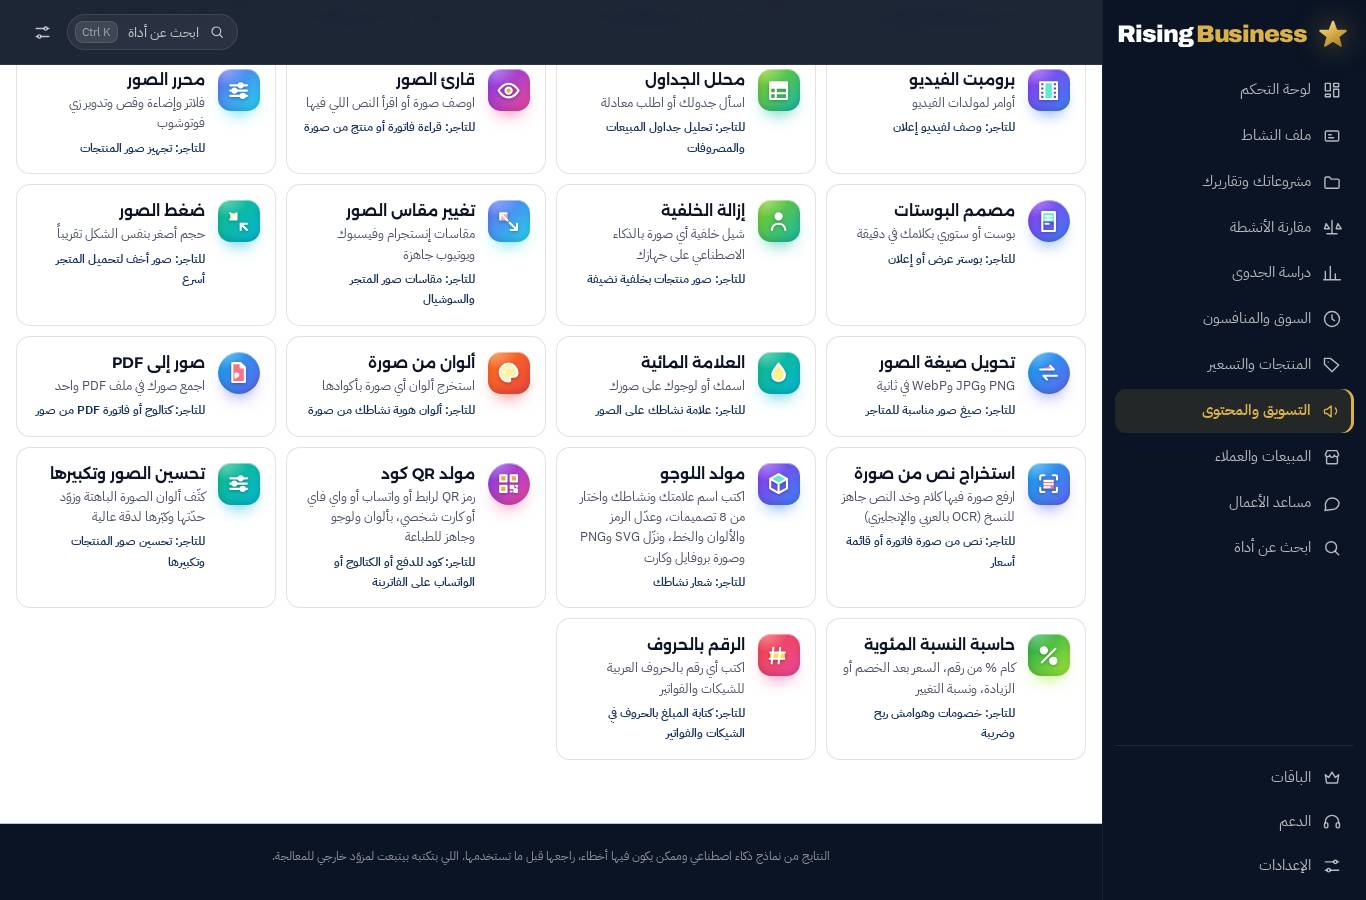 Rising Business
ابحث عن أداة
Ctrl K
لوحة التحكم
ملف النشاط
مشروعاتك وتقاريرك
مقارنة الأنشطة
دراسة الجدوى
السوق والمنافسون
المنتجات والتسعير
التسويق والمحتوى
المبيعات والعملاء
مساعد الأعمال
ابحث عن أداة
الباقات
الدعم
الإعدادات
برومبت الفيديو
أوامر لمولدات الفيديو
للتاجر: وصف لفيديو إعلان
محلل الجداول
اسأل جدولك أو اطلب معادلة
للتاجر: تحليل جداول المبيعات
والمصروفات
قارئ الصور
اوصف صورة أو اقرأ النص اللي فيها
للتاجر: قراءة فاتورة أو منتج من صورة
محرر الصور
فلاتر وإضاءة وقص وتدوير زي
فوتوشوب
للتاجر: تجهيز صور المنتجات
مصمم البوستات
بوست أو ستوري بكلامك في دقيقة
للتاجر: بوستر عرض أو إعلان
إزالة الخلفية
شيل خلفية أي صورة بالذكاء
الاصطناعي على جهازك
للتاجر: صور منتجات بخلفية نضيفة
تغيير مقاس الصور
مقاسات إنستجرام وفيسبوك
ويوتيوب جاهزة
للتاجر: مقاسات صور المتجر
والسوشيال
ضغط الصور
حجم أصغر بنفس الشكل تقريباً
للتاجر: صور أخف لتحميل المتجر
أسرع
تحويل صيغة الصور
PNG وJPG وWebP في ثانية
للتاجر: صيغ صور مناسبة للمتاجر
العلامة المائية
اسمك أو لوجوك على صورك
للتاجر: علامة نشاطك على الصور
ألوان من صورة
استخرج ألوان أي صورة بأكوادها
للتاجر: ألوان هوية نشاطك من صورة
صور إلى PDF
اجمع صورك في ملف PDF واحد
للتاجر: كتالوج أو فاتورة PDF من صور
استخراج نص من صورة
ارفع صورة فيها كلام وخد النص جاهز
للنسخ (OCR بالعربي والإنجليزي)
للتاجر: نص من صورة فاتورة أو قائمة
أسعار
مولد اللوجو
اكتب اسم علامتك ونشاطك واختار
من 8 تصميمات، وعدّل الرمز
والألوان والخط، ونزّل SVG وPNG
وصورة بروفايل وكارت
للتاجر: شعار نشاطك
مولد QR كود
رمز QR لرابط أو واتساب أو واي فاي
أو كارت شخصي، بألوان ولوجو
وجاهز للطباعة
للتاجر: كود للدفع أو الكتالوج أو
الواتساب على الفاترينة
تحسين الصور وتكبيرها
كثّف ألوان الصورة الباهتة وزوّد
حدّتها وكبّرها لدقة عالية
للتاجر: تحسين صور المنتجات
وتكبيرها
حاسبة النسبة المئوية
كام % من رقم، السعر بعد الخصم أو
الزيادة، ونسبة التغيير
للتاجر: خصومات وهوامش ربح
وضريبة
الرقم بالحروف
اكتب أي رقم بالحروف العربية
للشيكات والفواتير
للتاجر: كتابة المبلغ بالحروف في
الشيكات والفواتير
النتايج من نماذج ذكاء اصطناعي وممكن يكون فيها أخطاء، راجعها قبل ما تستخدمها. اللي بتكتبه بيتبعت لمزوّد خارجي للمعالجة.